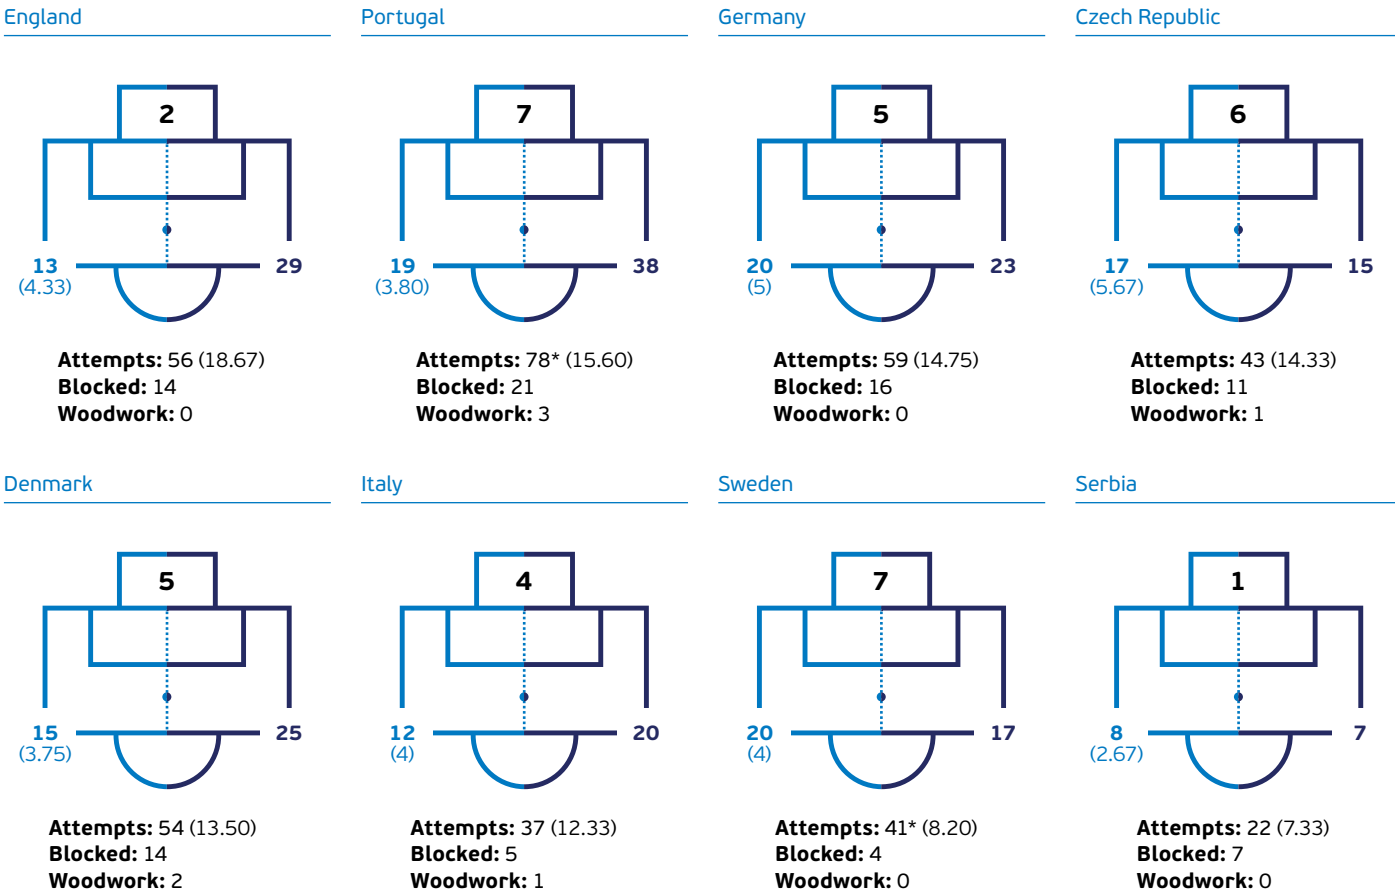 England
2
13
(4.33)
29
Attempts: 56 (18.67)
Blocked: 14
Woodwork: 0
Portugal
7
19
(3.80)
38
Attempts: 78* (15.60)
Blocked: 21
Woodwork: 3
Germany
5
20
(5)
23
Attempts: 59 (14.75)
Blocked: 16
Woodwork: 0
Czech Republic
6
17
(5.67)
15
Attempts: 43 (14.33)
Blocked: 11
Woodwork: 1
Denmark
5
15
(3.75)
25
Attempts: 54 (13.50)
Blocked: 14
Woodwork: 2
Italy
4
12
(4)
20
Attempts: 37 (12.33)
Blocked: 5
Woodwork: 1
Sweden
7
20
(4)
17
Attempts: 41* (8.20)
Blocked: 4
Woodwork: 0
Serbia
1
8
(2.67)
7
Attempts: 22 (7.33)
Blocked: 7
Woodwork: 0